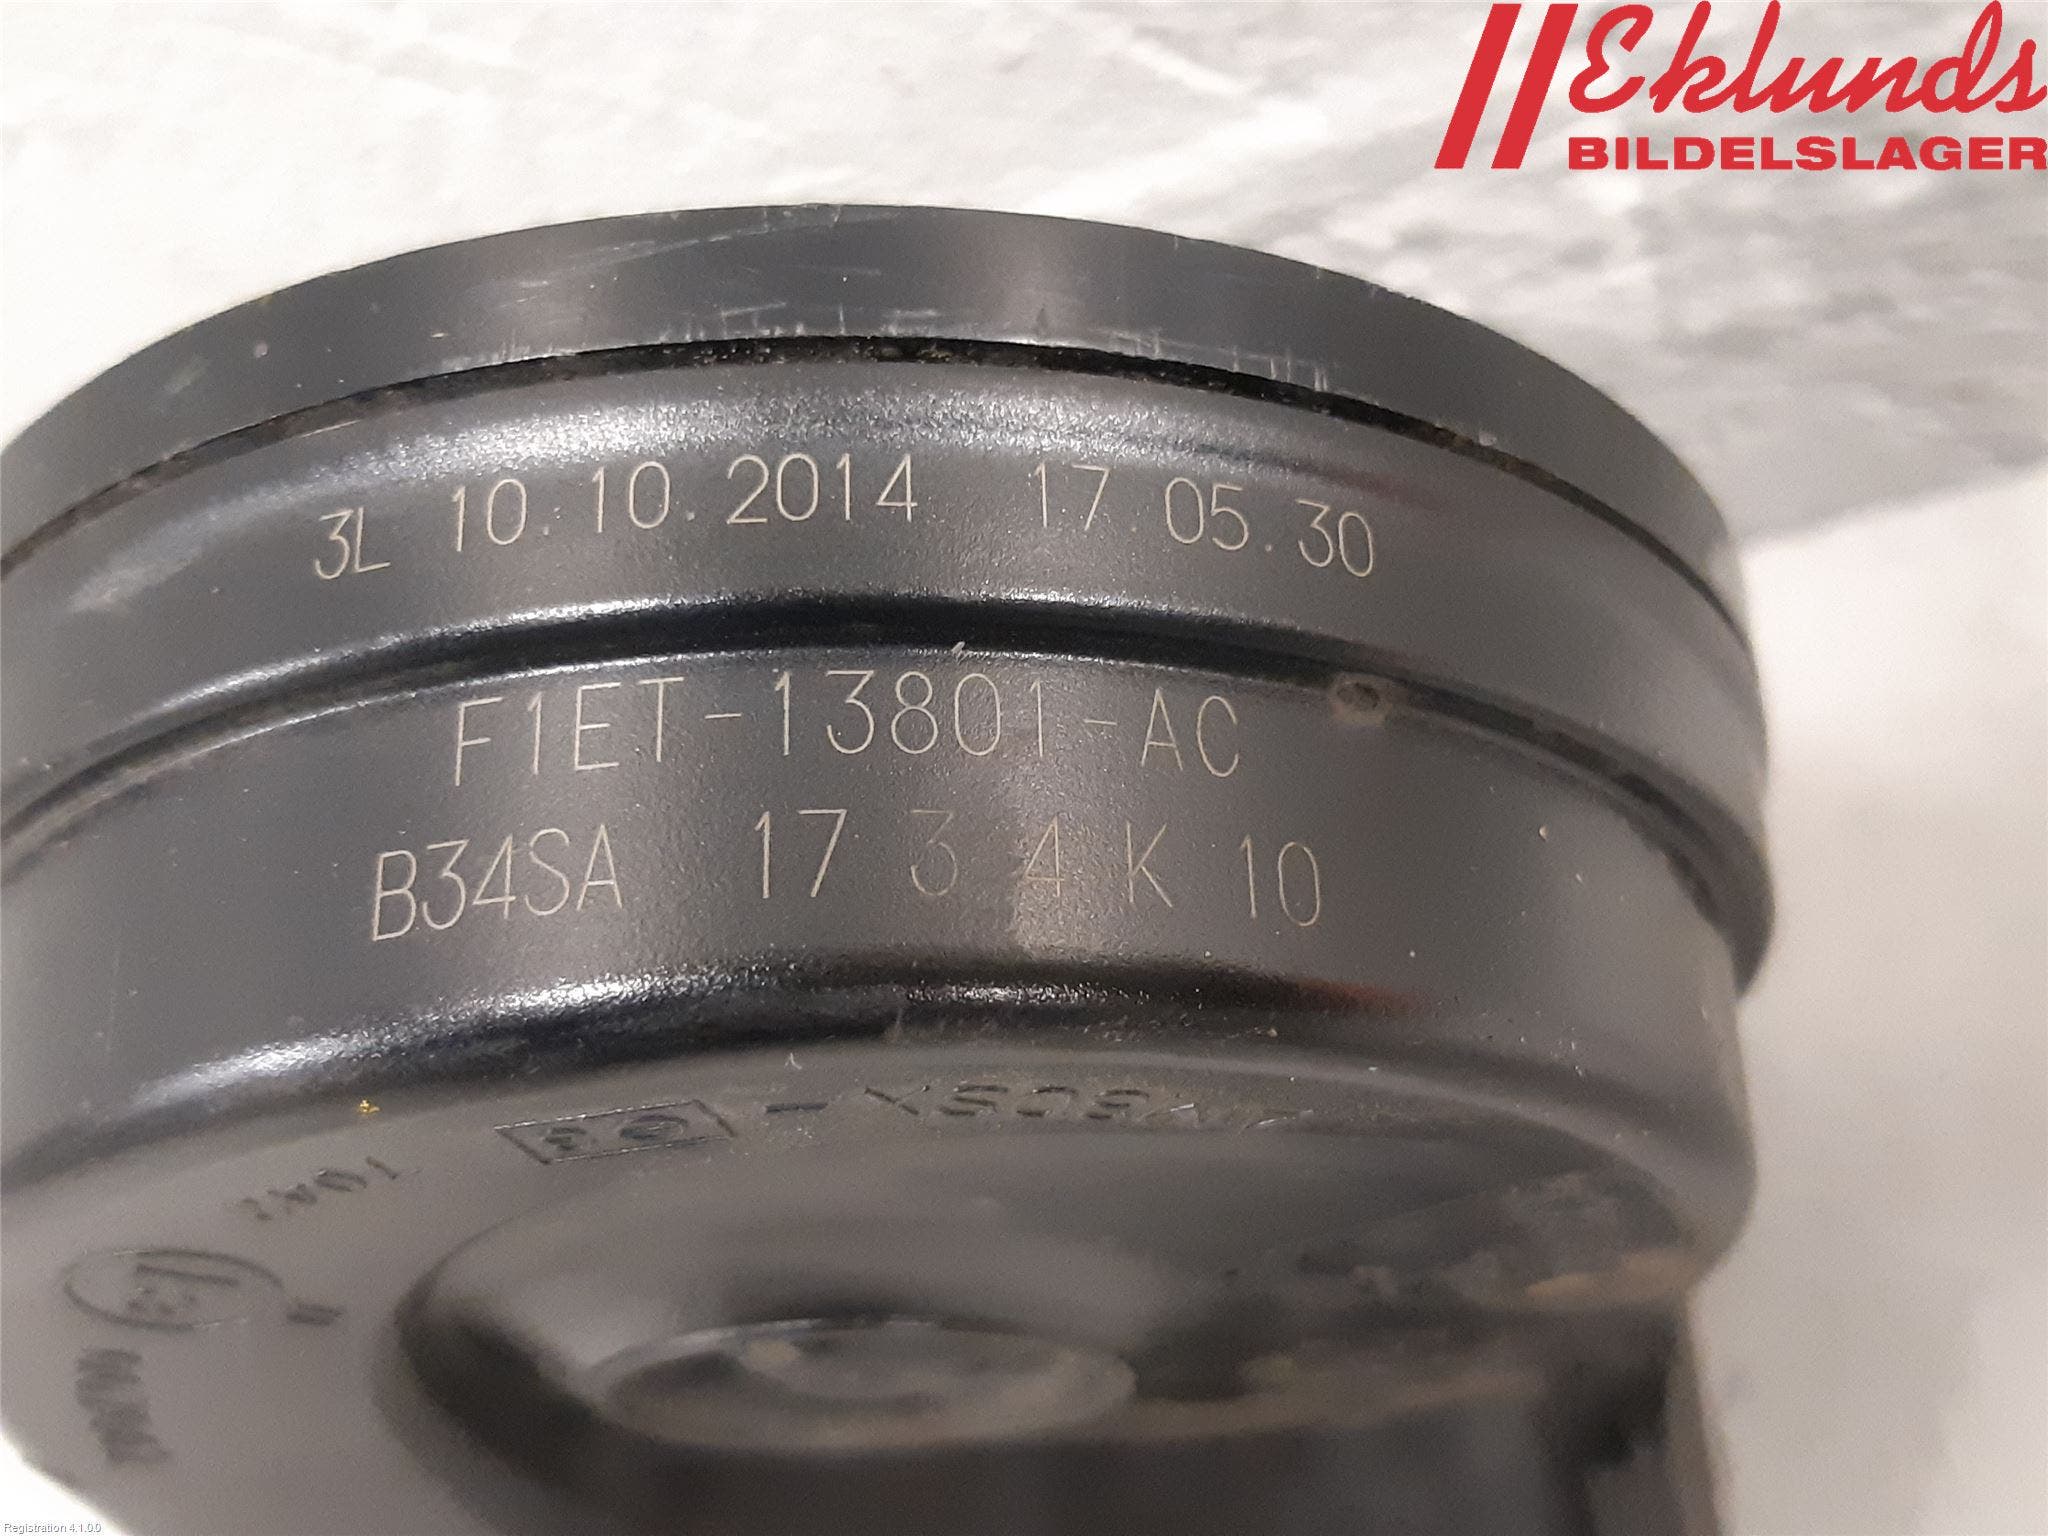 Eklunds
BILDELSLAGER
3L 10.10.2014 17.05.30
F1ET-13801-AC
B34SA 17 3 4 K 10
Registration 4.1.0.0